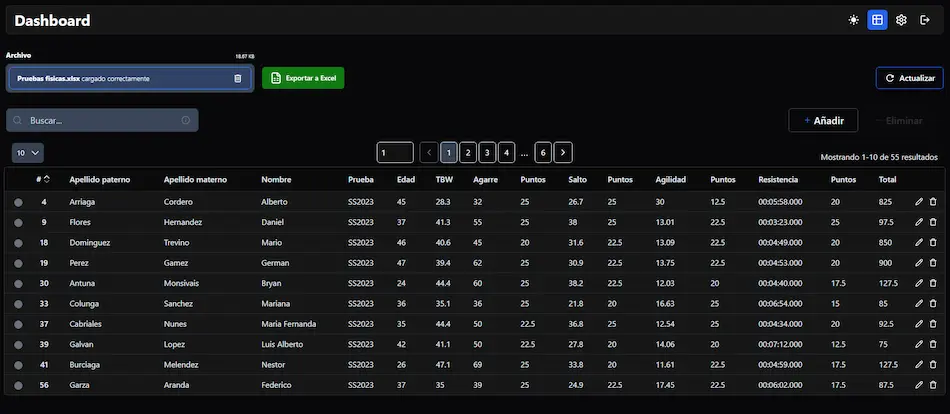 Dashboard
Archivo 18.87 KB
Pruebas físicas.xlsx cargado correctamente
Exportar a Excel
Actualizar
Buscar...
+ Añadir
Eliminar
10
1 1 2 3 4 ... 6
Mostrando 1-10 de 55 resultados
# Apellido paterno Apellido materno Nombre Prueba Edad TBW Agarre Puntos Salto Puntos Agilidad Puntos Resistencia Puntos Total
4 Arriaga Cordero Alberto SS2023 45 28.3 32 25 26.7 25 30 12.5 00:05:58.000 20 825
9 Flores Hernandez Daniel SS2023 37 41.3 55 25 38 25 13.01 22.5 00:03:23.000 25 97.5
18 Dominguez Trevino Mario SS2023 46 40.6 45 20 31.6 22.5 13.09 22.5 00:04:49.000 20 850
19 Perez Gamez German SS2023 47 39.4 62 25 30.9 22.5 13.75 22.5 00:04:53.000 20 900
30 Antuna Monsivais Bryan SS2023 24 44.4 60 25 38.2 22.5 12.03 20 00:04:40.000 17.5 127.5
33 Colunga Sanchez Mariana SS2023 36 35.1 36 25 21.8 20 16.63 25 00:06:54.000 15 85
37 Cabriales Nunes Maria Fernanda SS2023 35 44.4 50 22.5 36.8 25 12.54 25 00:04:34.000 20 92.5
39 Galvan Lopez Luis Alberto SS2023 42 41.1 50 22.5 27.8 20 14.06 20 00:07:12.000 12.5 75
41 Burciaga Melendez Nestor SS2023 26 47.1 69 25 33.8 20 11.61 22.5 00:04:59.000 17.5 127.5
56 Garza Aranda Federico SS2023 37 35 39 25 24.9 22.5 17.45 22.5 00:06:02.000 17.5 87.5